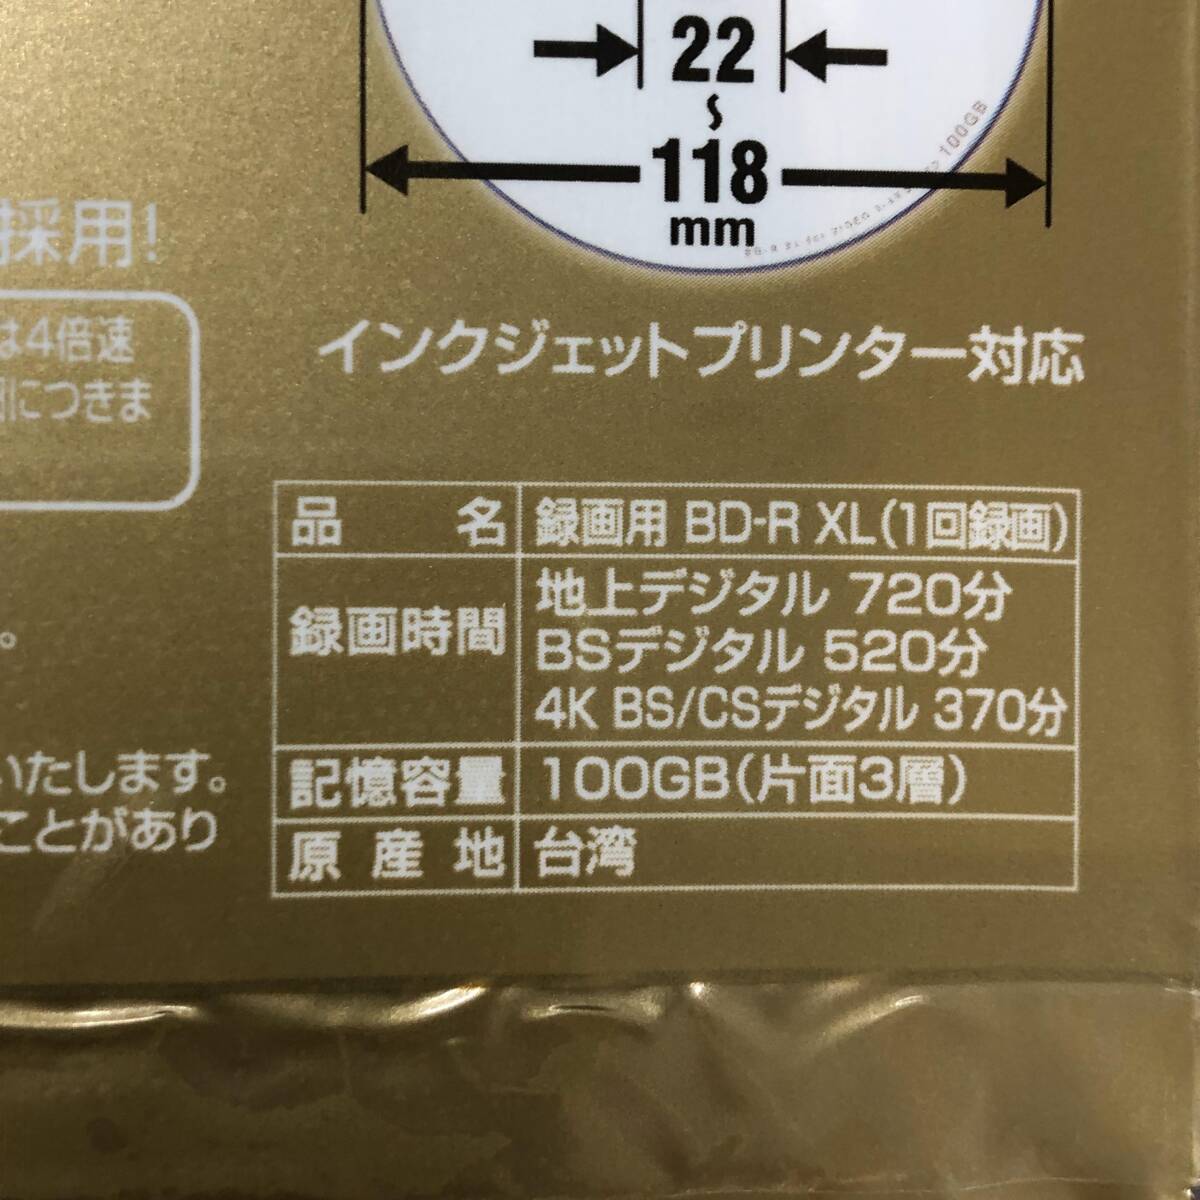 22
～
118
mm
100GB
採用!
は4倍速
につきま
インクジェットプリンター対応
品名 録画用 BD-R XL(1回録画)
録画時間
地上デジタル 720分
BSデジタル 520分
4K BS/CSデジタル 370分
記憶容量 100GB(片面3層)
原産地 台湾
。
いたします。
ことがあり